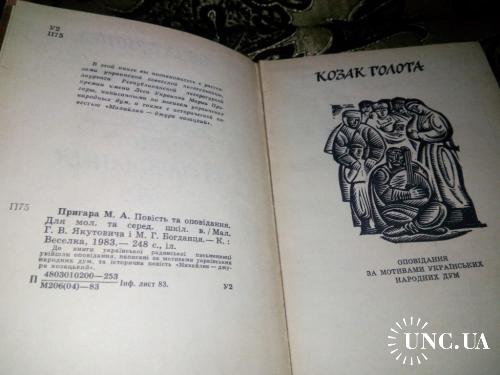 У2
П75
В этой книге вы познакомитесь с расска-
зами украинской советской писательницы,
лауреата Республиканской литературной
премии имени Леси Украинки Марии При-
гары, написанными по мотивам украинских
народных дум, а также с исторической по-
вестью «Михайлик — джура казацкий».
П75
Пригара М. А. Повість та оповідання.
Для мол. та серед. шкіл. в. / Мал.
Г. В. Якутовича і М. Г. Богданця.— К. :
Веселка, 1983.— 248 с., іл.
До книги української радянської письменниці
увійшли оповідання, написані за мотивами українських
народних дум, та історична повість «Михайлик — джу-
ра козацький».
П 4803010200—253
М206(04)—83 Інф. лист 83. У2
КОЗАК ГОЛОТА
ОПОВІДАННЯ
ЗА МОТИВАМИ УКРАЇНСЬКИХ
НАРОДНИХ ДУМ
UNC.UA